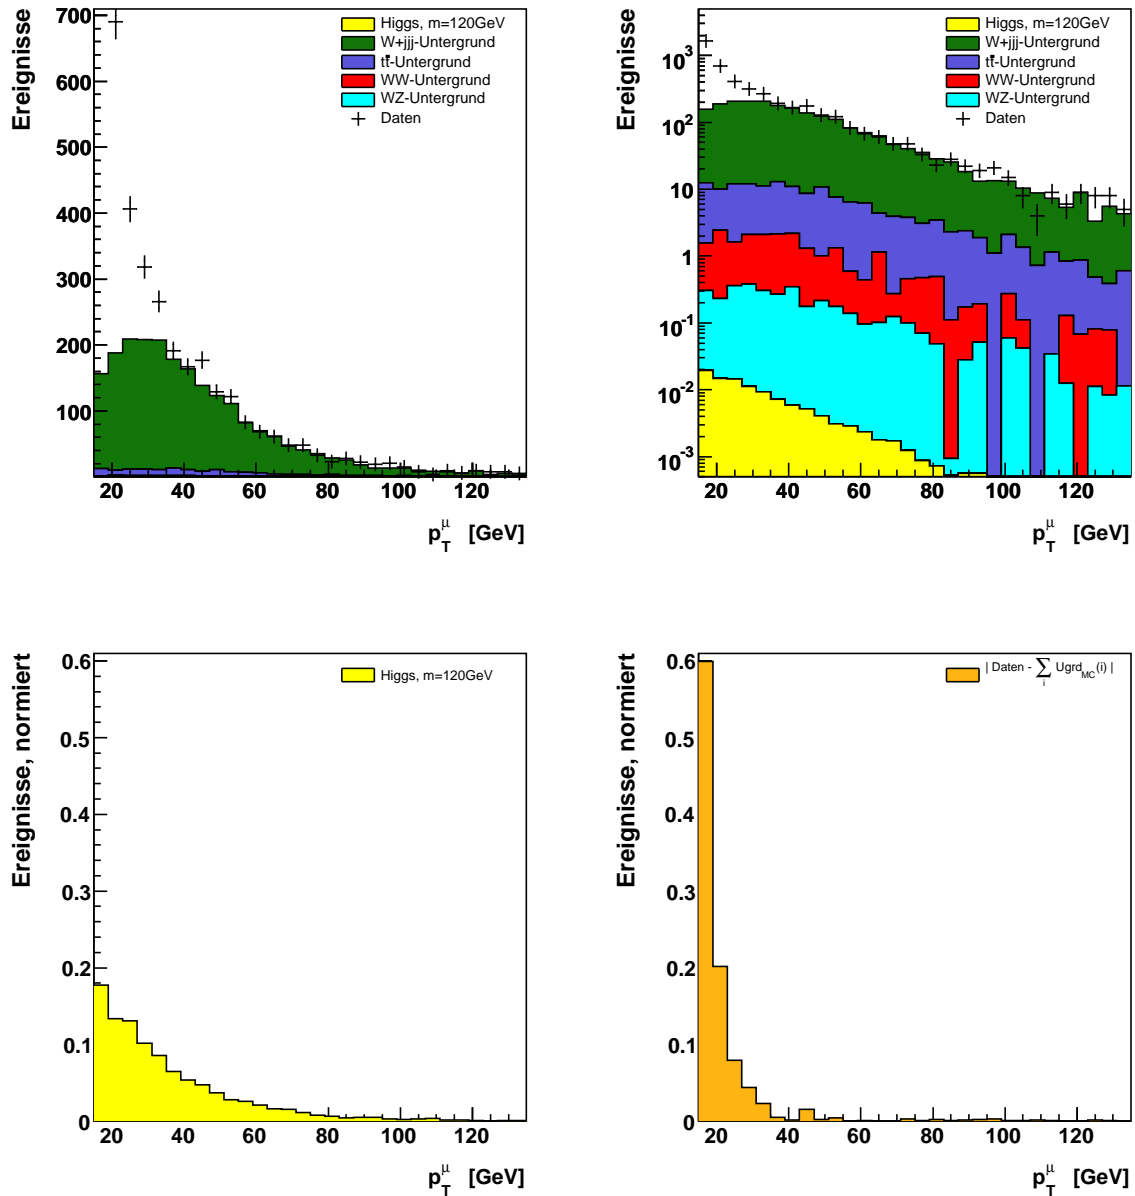 Ereignisse
700
600
500
400
300
200
100
20 40 60 80 100 120
p_T^μ [GeV]
Higgs, m=120GeV
W+jjj-Untergrund
tt̄-Untergrund
WW-Untergrund
WZ-Untergrund
Daten
Ereignisse
10^3
10^2
10
1
10^-1
10^-2
10^-3
20 40 60 80 100 120
p_T^μ [GeV]
Higgs, m=120GeV
W+jjj-Untergrund
tt̄-Untergrund
WW-Untergrund
WZ-Untergrund
Daten
Ereignisse, normiert
0.6
0.5
0.4
0.3
0.2
0.1
0
20 40 60 80 100 120
p_T^μ [GeV]
Higgs, m=120GeV
Ereignisse, normiert
0.6
0.5
0.4
0.3
0.2
0.1
0
20 40 60 80 100 120
p_T^μ [GeV]
| Daten - ∑_i Ugrd_MC(i) |